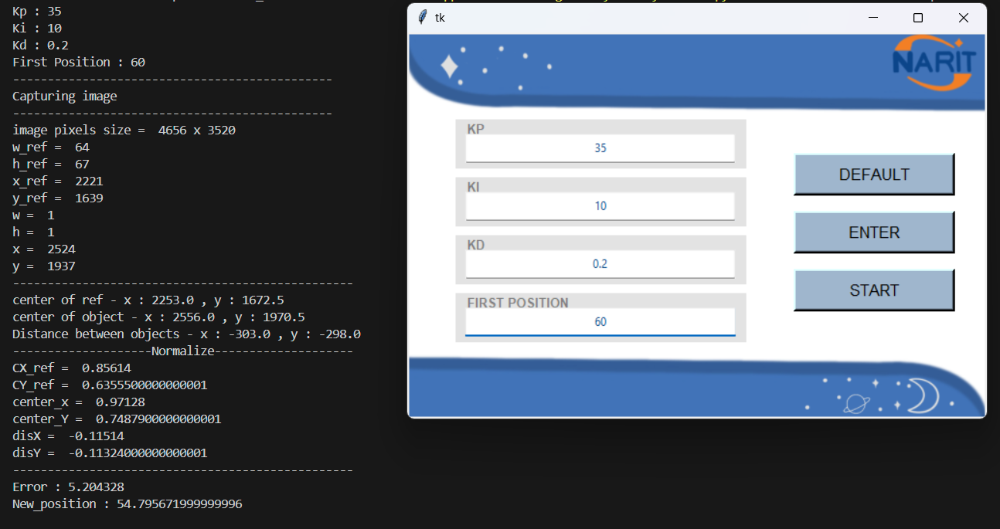 Kp : 35
Ki : 10
Kd : 0.2
First Position : 60
----------------------------------------------
Capturing image
----------------------------------------------
image pixels size =  4656 x 3520
w_ref =  64
h_ref =  67
x_ref =  2221
y_ref =  1639
w =  1
h =  1
x =  2524
y =  1937
-------------------------------------------------
center of ref - x : 2253.0 , y : 1672.5
center of object - x : 2556.0 , y : 1970.5
Distance between objects - x : -303.0 , y : -298.0
--------------------Normalize--------------------
CX_ref =  0.85614
CY_ref =  0.6355500000000001
center_x =  0.97128
center_Y =  0.7487900000000001
disX =  -0.11514
disY =  -0.11324000000000001
-------------------------------------------------
Error : 5.204328
New_position : 54.795671999999996
tk
NARIT
KP
35
KI
10
KD
0.2
FIRST POSITION
60
DEFAULT
ENTER
START